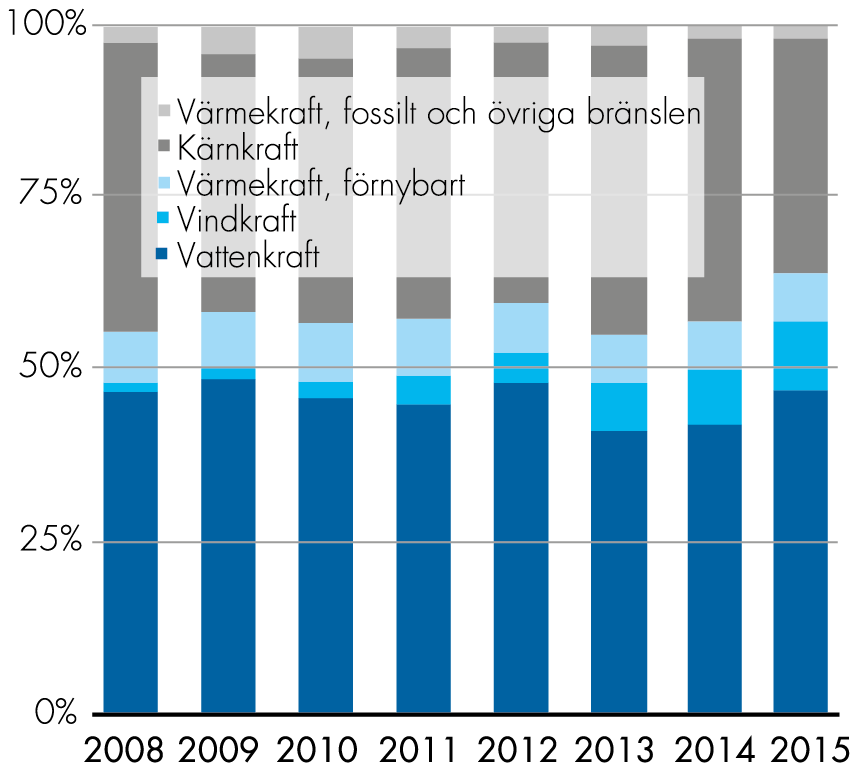 100%
Värmekraft, fossilt och övriga bränslen
Kärnkraft
75%
Värmekraft, förnybart
Vindkraft
Vattenkraft
50%
25%
0%
2008 2009 2010 2011 2012 2013 2014 2015